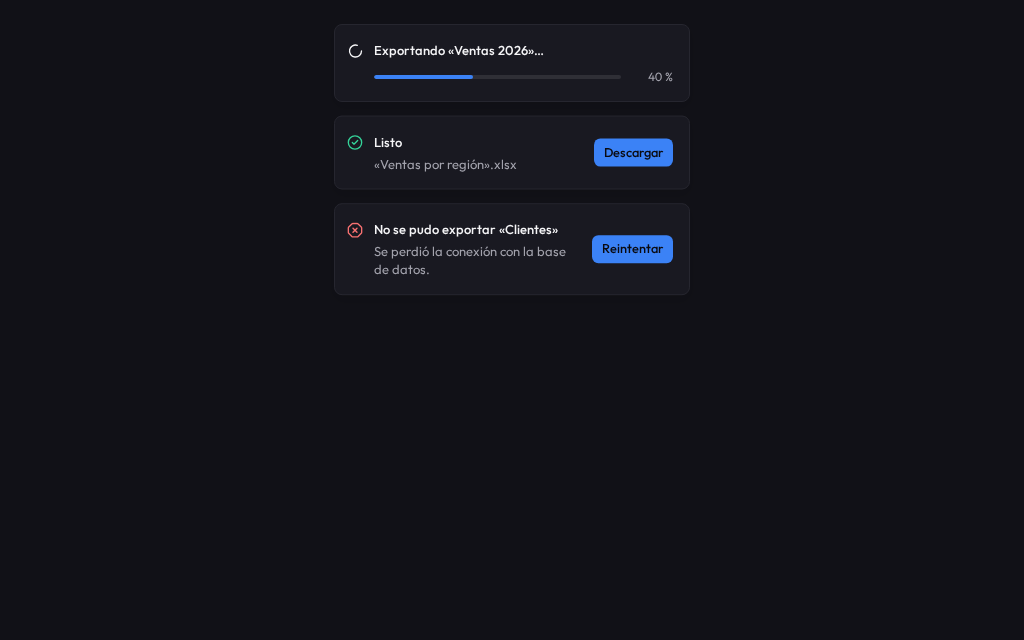 Exportando «Ventas 2026»…
40 %
Listo
«Ventas por región».xlsx
Descargar
No se pudo exportar «Clientes»
Se perdió la conexión con la base
de datos.
Reintentar